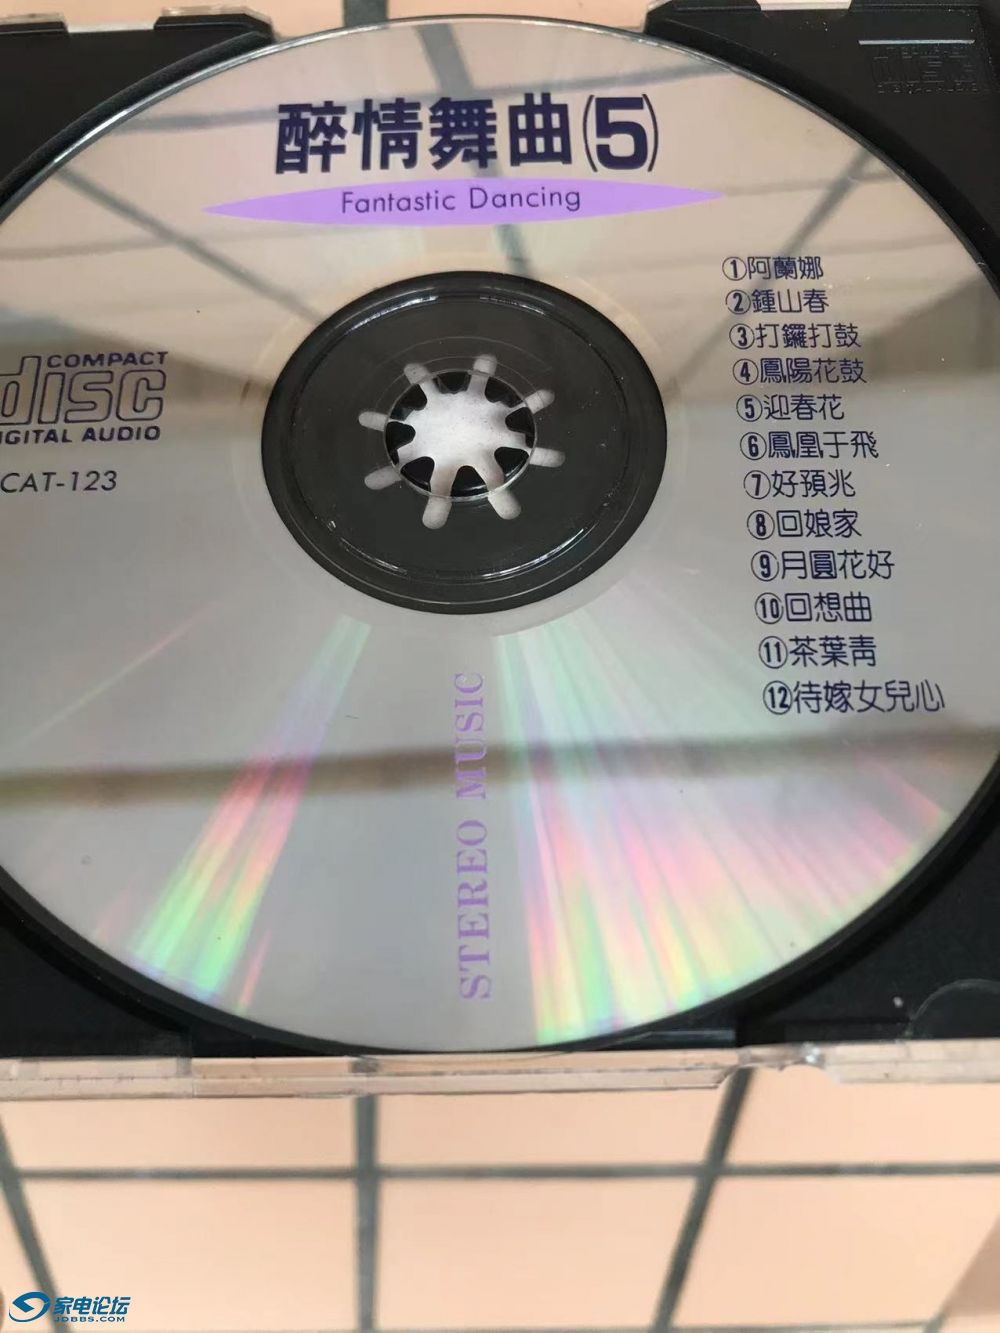 醉情舞曲(5)
Fantastic Dancing
COMPACT
disc
DIGITAL AUDIO
CAT-123
①阿蘭娜
②鍾山春
③打鑼打鼓
④鳳陽花鼓
⑤迎春花
⑥鳳凰于飛
⑦好預兆
⑧回娘家
⑨月圓花好
⑩回想曲
⑪茶葉青
⑫待嫁女兒心
STEREO MUSIC
家电论坛
JDBBS.COM